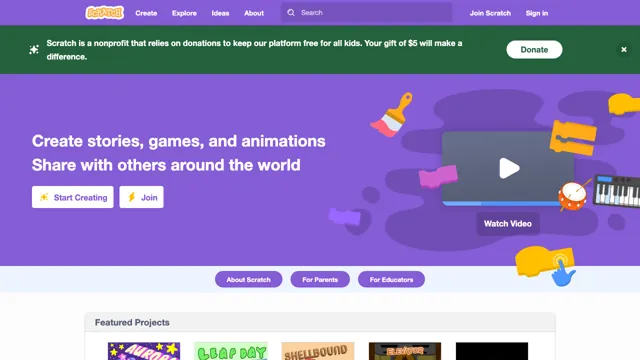 SCRATCH
Create
Explore
Ideas
About
Search
Join Scratch
Sign in
Scratch is a nonprofit that relies on donations to keep our platform free for all kids. Your gift of $5 will make a
difference.
Donate
Create stories, games, and animations
Share with others around the world
Start Creating
Join
Watch Video
About Scratch
For Parents
For Educators
Featured Projects
AURORA
LEAP DAY
SHELLBOUND
ELEVATOR